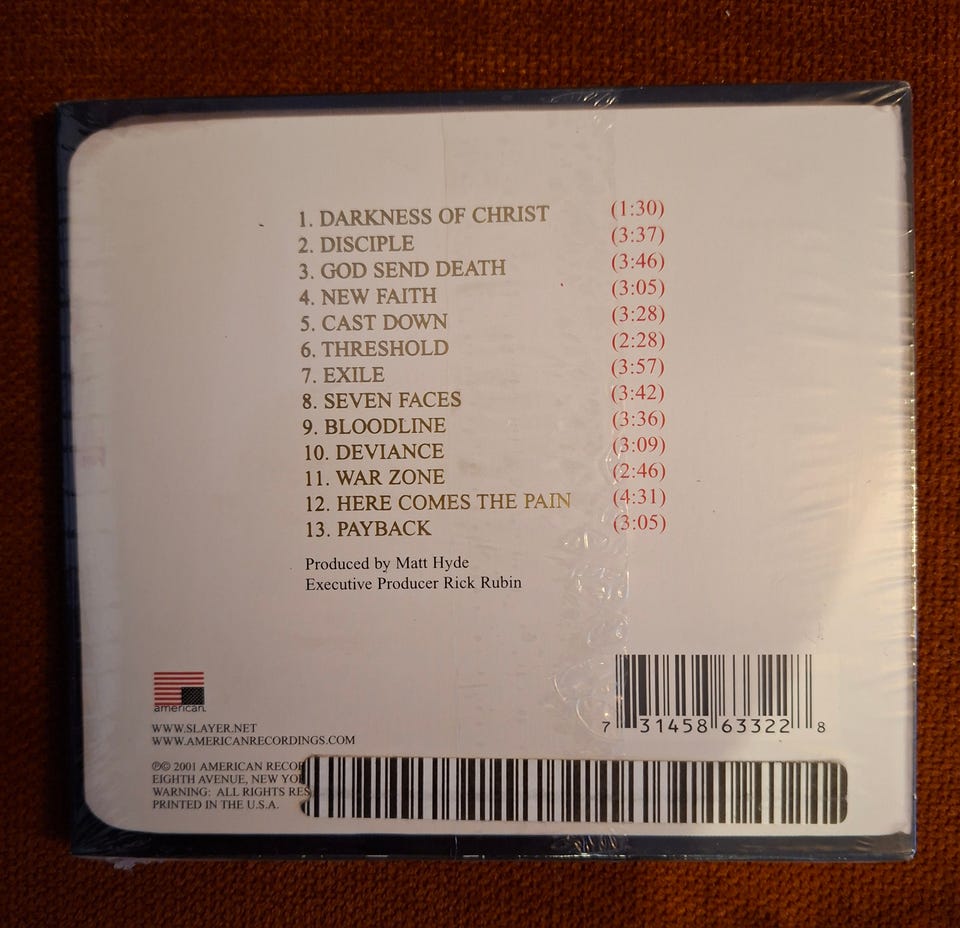 1. DARKNESS OF CHRIST (1:30)
2. DISCIPLE (3:37)
3. GOD SEND DEATH (3:46)
4. NEW FAITH (3:05)
5. CAST DOWN (3:28)
6. THRESHOLD (2:28)
7. EXILE (3:57)
8. SEVEN FACES (3:42)
9. BLOODLINE (3:36)
10. DEVIANCE (3:09)
11. WAR ZONE (2:46)
12. HERE COMES THE PAIN (4:31)
13. PAYBACK (3:05)
Produced by Matt Hyde
Executive Producer Rick Rubin
american
WWW.SLAYER.NET
WWW.AMERICANRECORDINGS.COM
7 31458 63322 8
℗© 2001 AMERICAN
EIGHTH AVENUE, NEW
WARNING: ALL RIGHTS
PRINTED IN THE U.S.A.